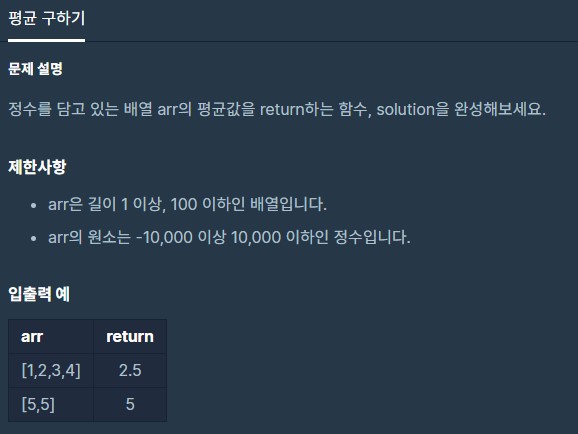 평균 구하기
문제 설명
정수를 담고 있는 배열 arr의 평균값을 return하는 함수, solution을 완성해보세요.
제한사항
• arr은 길이 1 이상, 100 이하인 배열입니다.
• arr의 원소는 -10,000 이상 10,000 이하인 정수입니다.
입출력 예
arr return
[1,2,3,4] 2.5
[5,5] 5